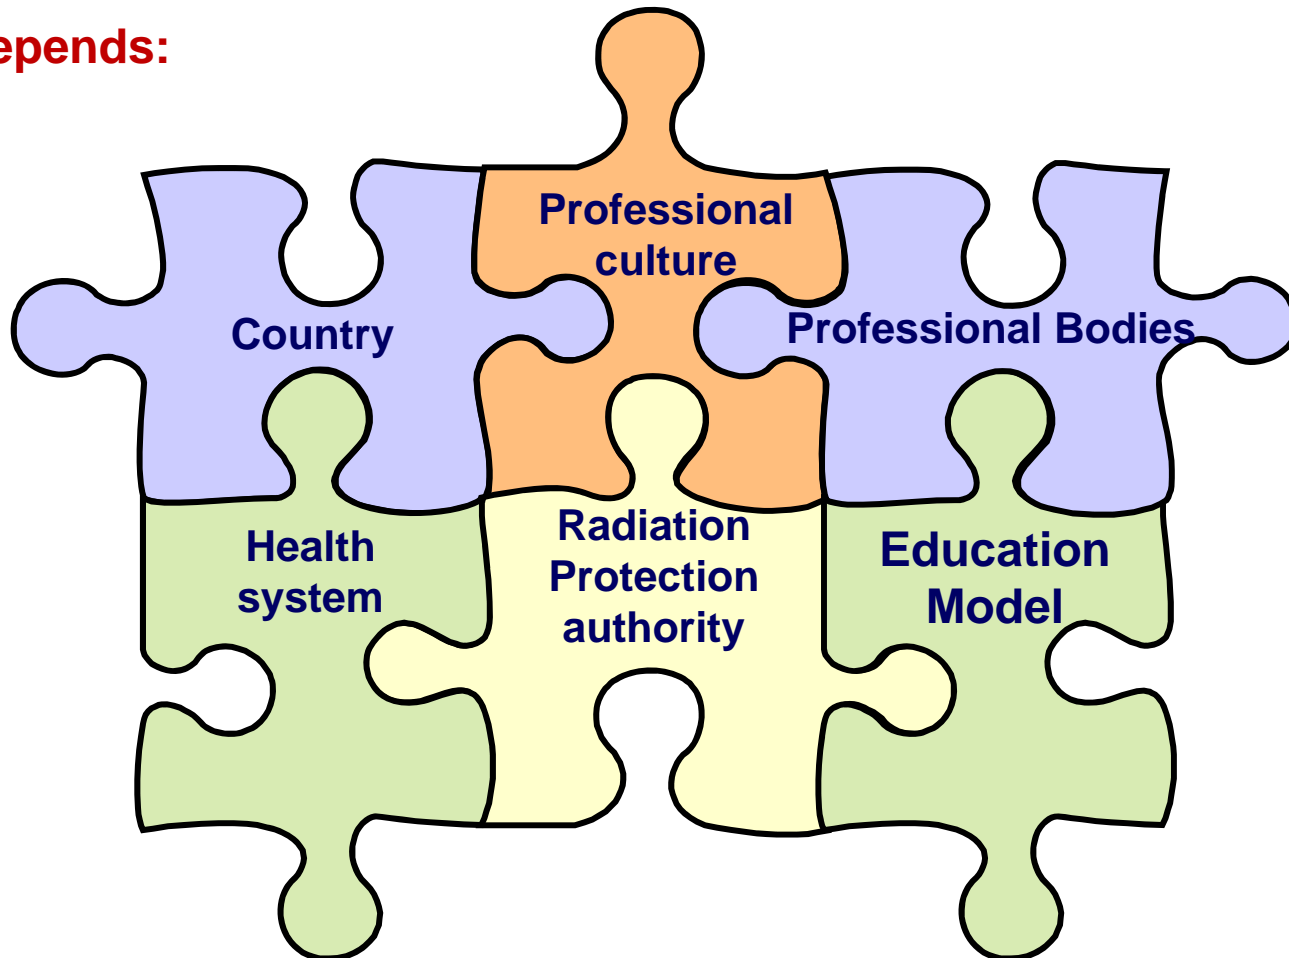 epends:
Professional
culture
Country
Professional Bodies
Health
system
Radiation
Protection
authority
Education
Model